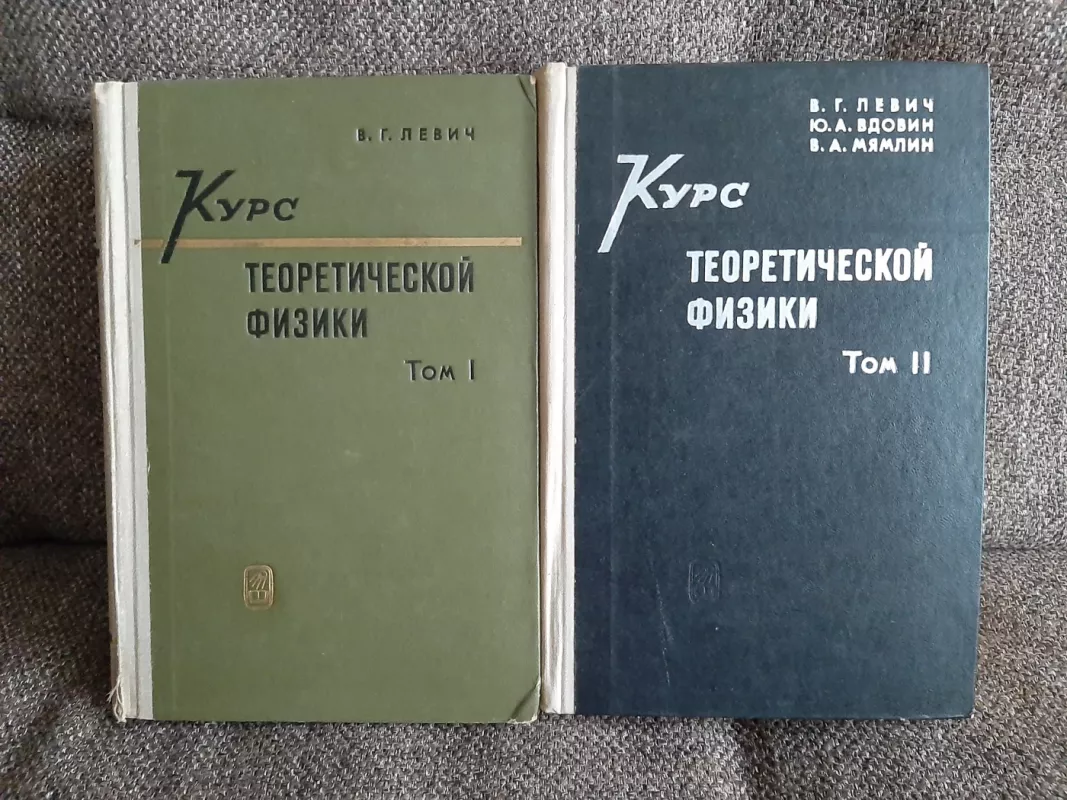 В. Г. ЛЕВИЧ
КУРС
ТЕОРЕТИЧЕСКОЙ
ФИЗИКИ
Том I
В. Г. ЛЕВИЧ
Ю. А. ВДОВИН
В. А. МЯМЛИН
КУРС
ТЕОРЕТИЧЕСКОЙ
ФИЗИКИ
Том II